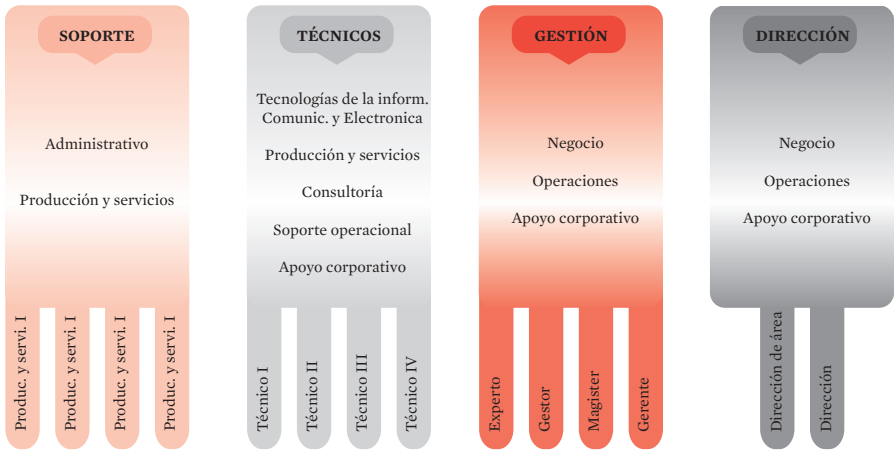 SOPORTE
Administrativo
Producción y servicios
Produc. y servi. I
Produc. y servi. I
Produc. y servi. I
Produc. y servi. I
TÉCNICOS
Tecnologías de la inform.
Comunic. y Electronica
Producción y servicios
Consultoría
Soporte operacional
Apoyo corporativo
Técnico I
Técnico II
Técnico III
Técnico IV
GESTIÓN
Negocio
Operaciones
Apoyo corporativo
Experto
Gestor
Magister
Gerente
DIRECCIÓN
Negocio
Operaciones
Apoyo corporativo
Dirección de área
Dirección